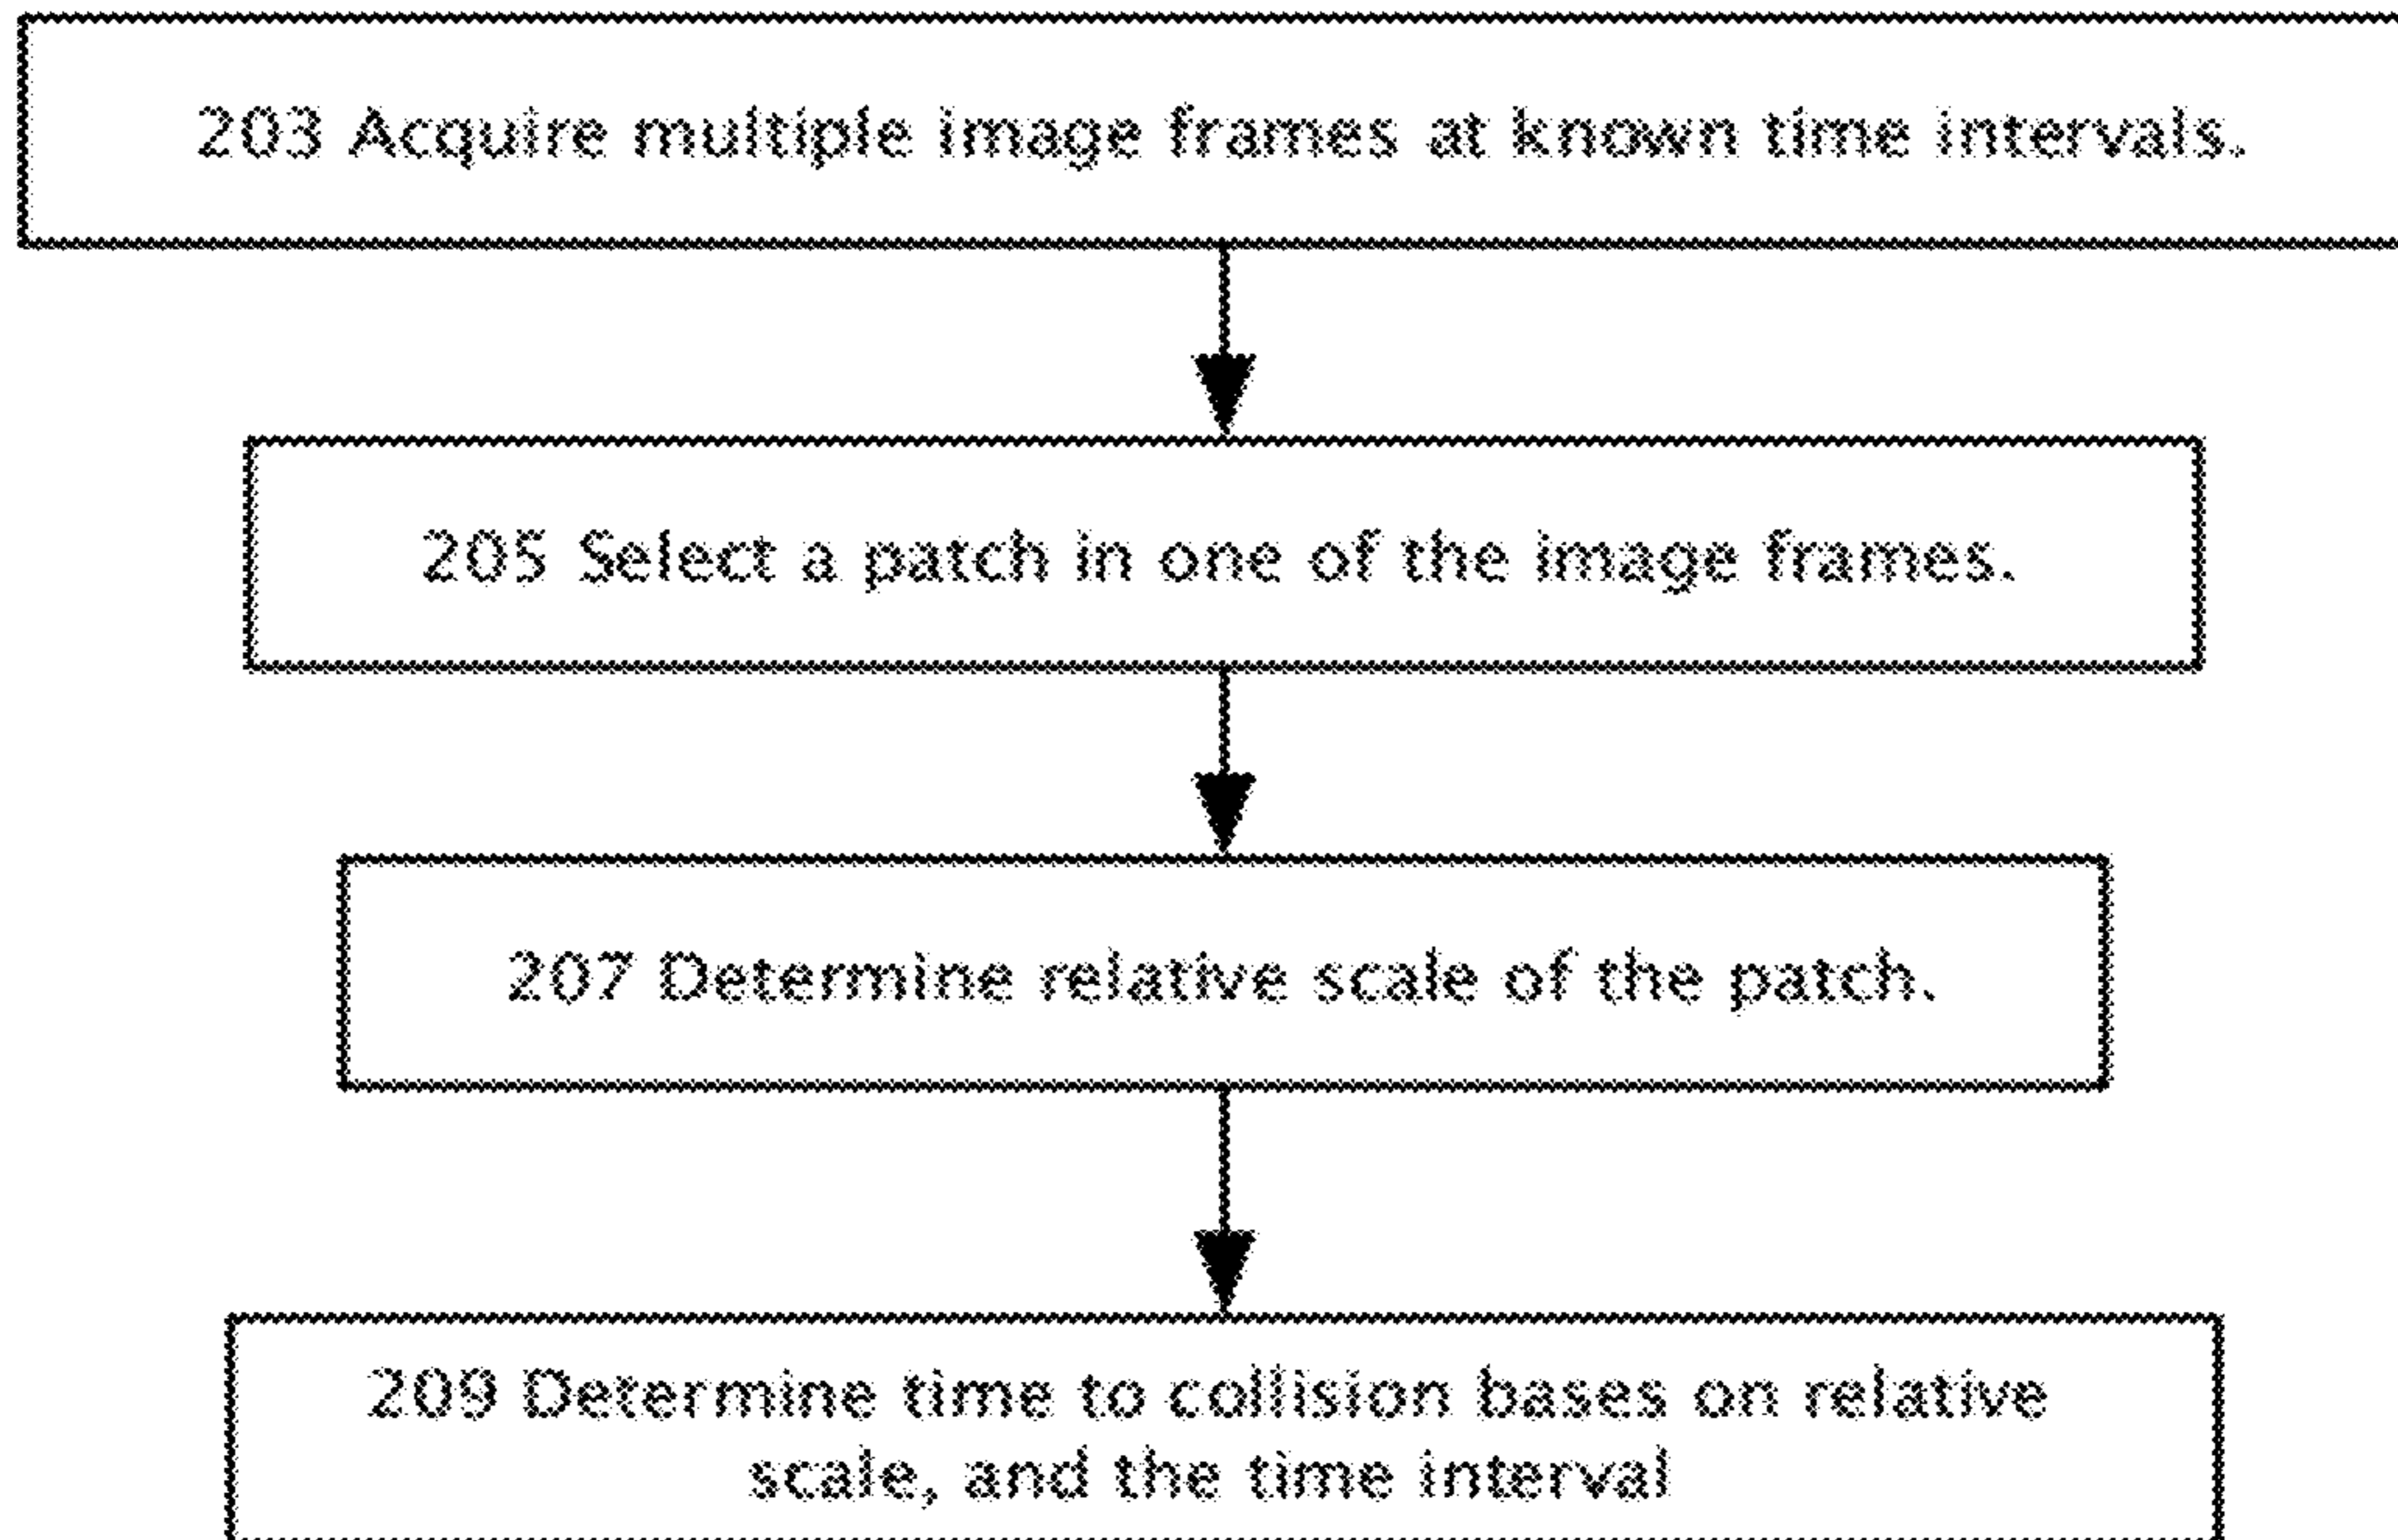 203 Acquire multiple image frames at known time intervals.
205 Select a patch in one of the image frames.
207 Determine relative scale of the patch.
209 Determine time to collision bases on relative
scale, and the time interval